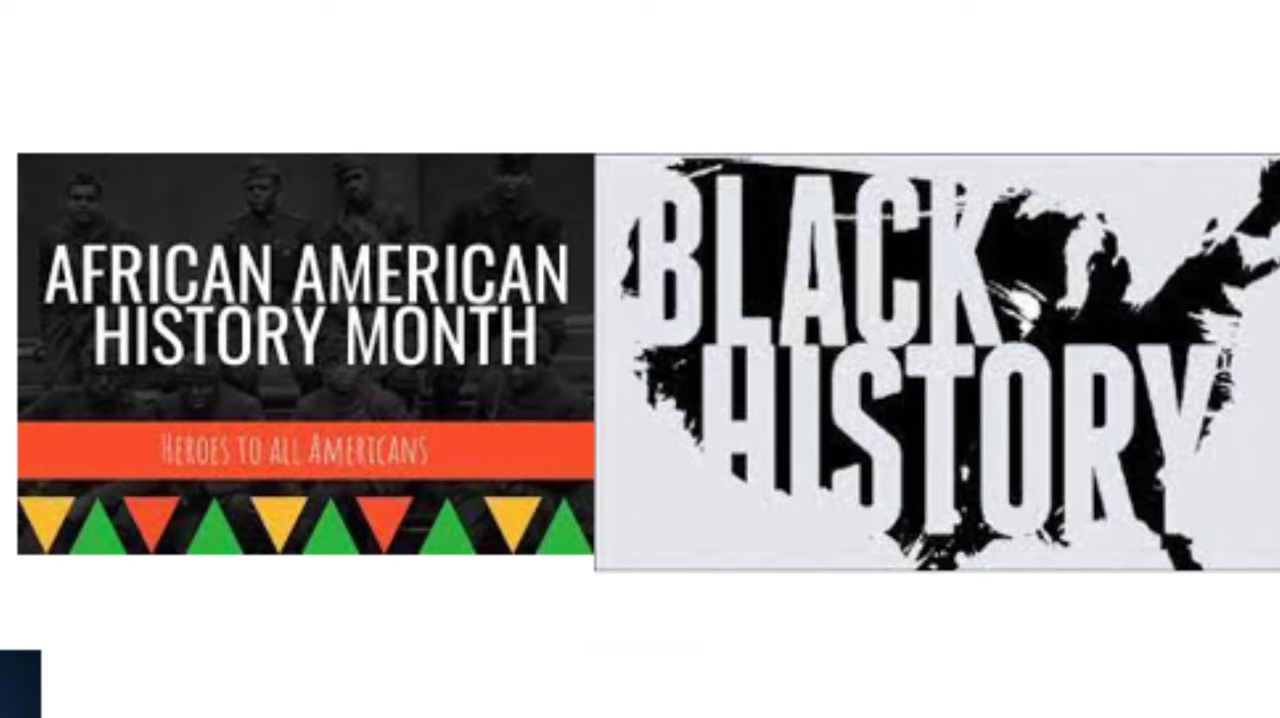 AFRICAN AMERICAN
HISTORY MONTH
HEROES TO ALL AMERICANS
BLACK
HISTORY